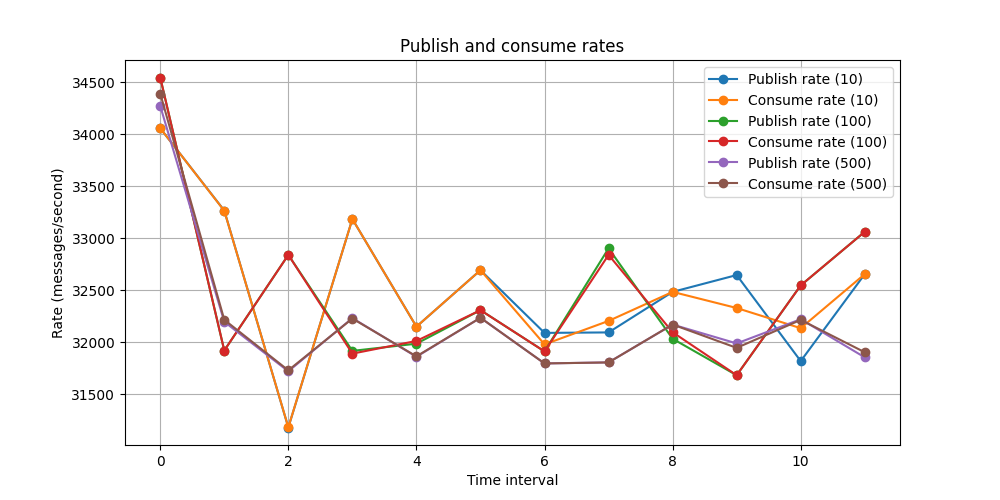 Publish and consume rates
Rate (messages/second)
34500
34000
33500
33000
32500
32000
31500
Publish rate (10)
Consume rate (10)
Publish rate (100)
Consume rate (100)
Publish rate (500)
Consume rate (500)
0 2 4 6 8 10
Time interval